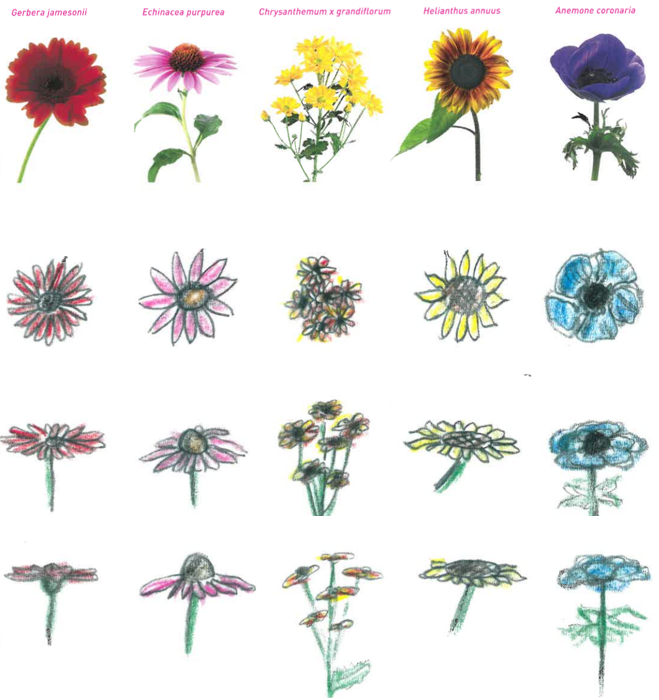 Gerbera jamesonii
Echinacea purpurea
Chrysanthemum x grandiflorum
Helianthus annuus
Anemone coronaria